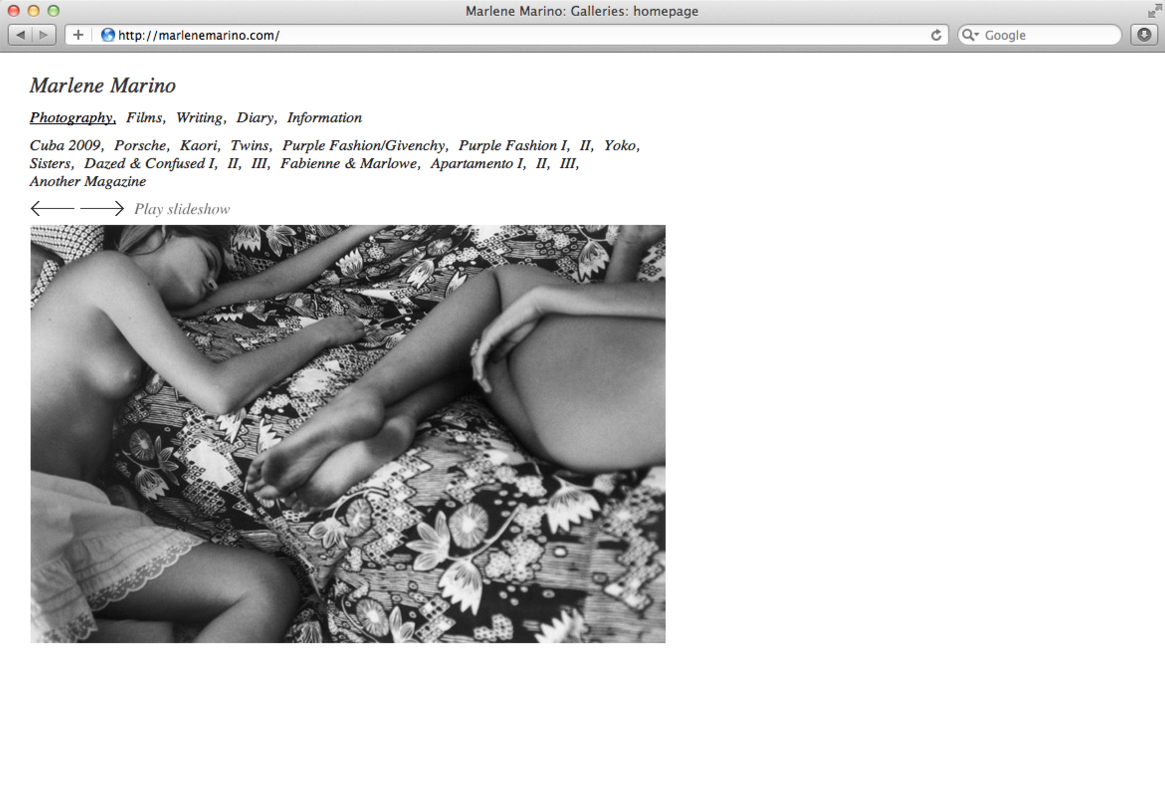 Marlene Marino: Galleries: homepage
http://marlenemarino.com/
Google
Marlene Marino
Photography, Films, Writing, Diary, Information
Cuba 2009, Porsche, Kaori, Twins, Purple Fashion/Givenchy, Purple Fashion I, II, Yoko,
Sisters, Dazed & Confused I, II, III, Fabienne & Marlowe, Apartamento I, II, III,
Another Magazine
Play slideshow